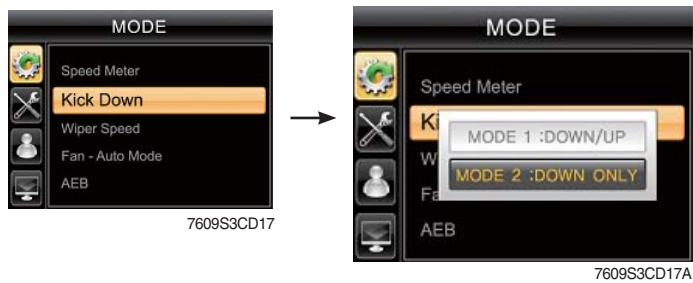 MODE
Speed Meter
Kick Down
Wiper Speed
Fan - Auto Mode
AEB
7609S3CD17
MODE
Speed Meter
Ki
MODE 1 :DOWN/UP
W
MODE 2 :DOWN ONLY
Fa
AEB
7609S3CD17A